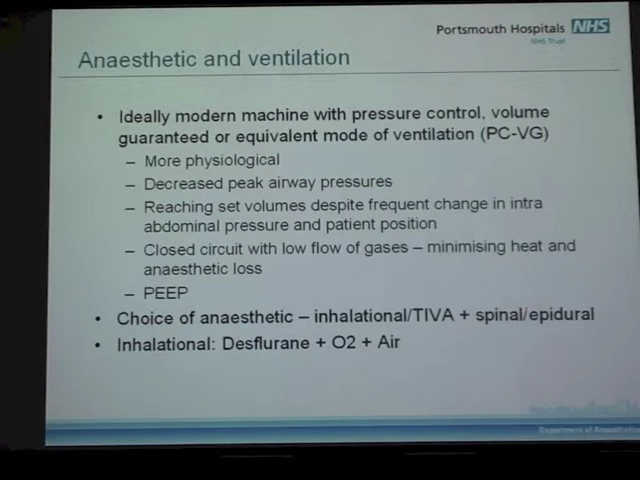 Portsmouth Hospitals NHS
NHS Trust
Anaesthetic and ventilation
• Ideally modern machine with pressure control, volume
guaranteed or equivalent mode of ventilation (PC-VG)
– More physiological
– Decreased peak airway pressures
– Reaching set volumes despite frequent change in intra
abdominal pressure and patient position
– Closed circuit with low flow of gases – minimising heat and
anaesthetic loss
– PEEP
• Choice of anaesthetic – inhalational/TIVA + spinal/epidural
• Inhalational: Desflurane + O2 + Air
Department of Anaesthetics